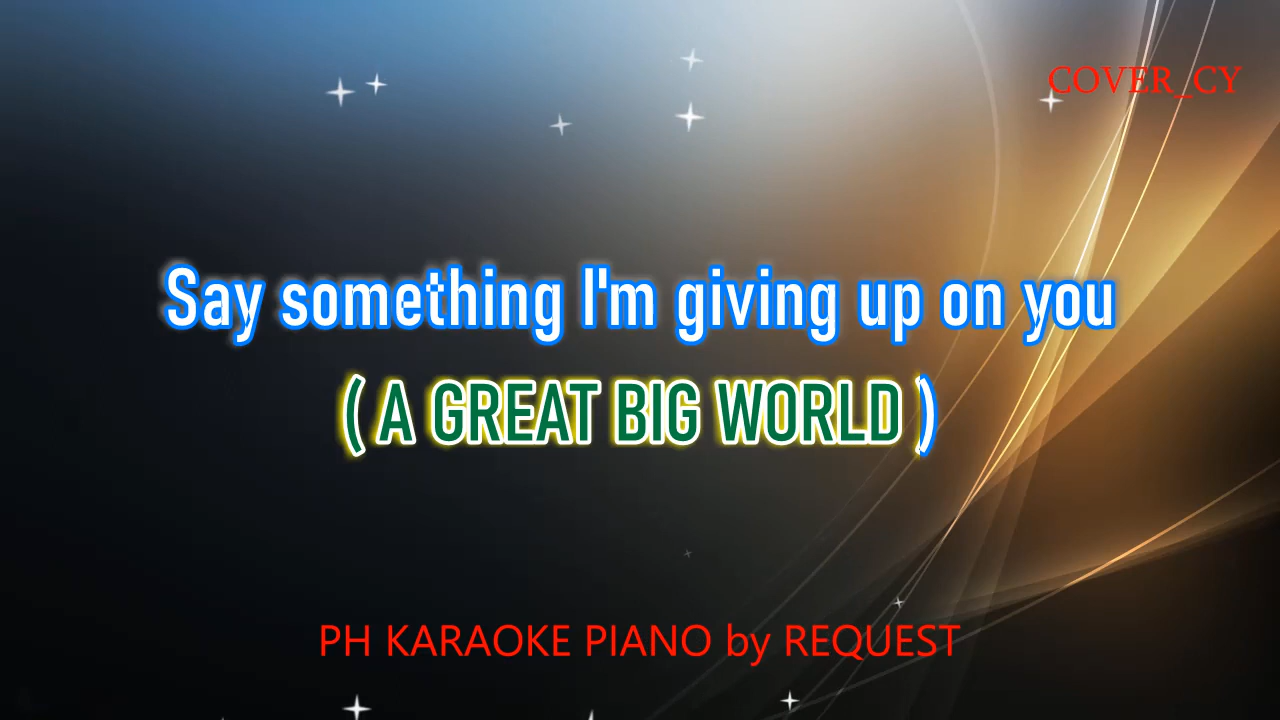 COVER_CY
Say something I'm giving up on you
( A GREAT BIG WORLD )
PH KARAOKE PIANO by REQUEST